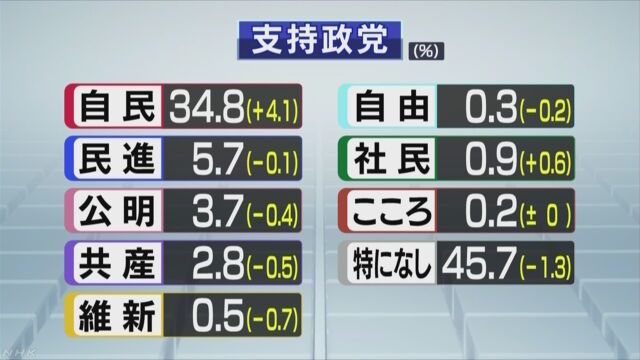 支持政党
(%)
自民 34.8(+4.1)
民進 5.7(-0.1)
公明 3.7(-0.4)
共産 2.8(-0.5)
維新 0.5(-0.7)
自由 0.3(-0.2)
社民 0.9(+0.6)
こころ 0.2(±0)
特になし 45.7(-1.3)
NHK